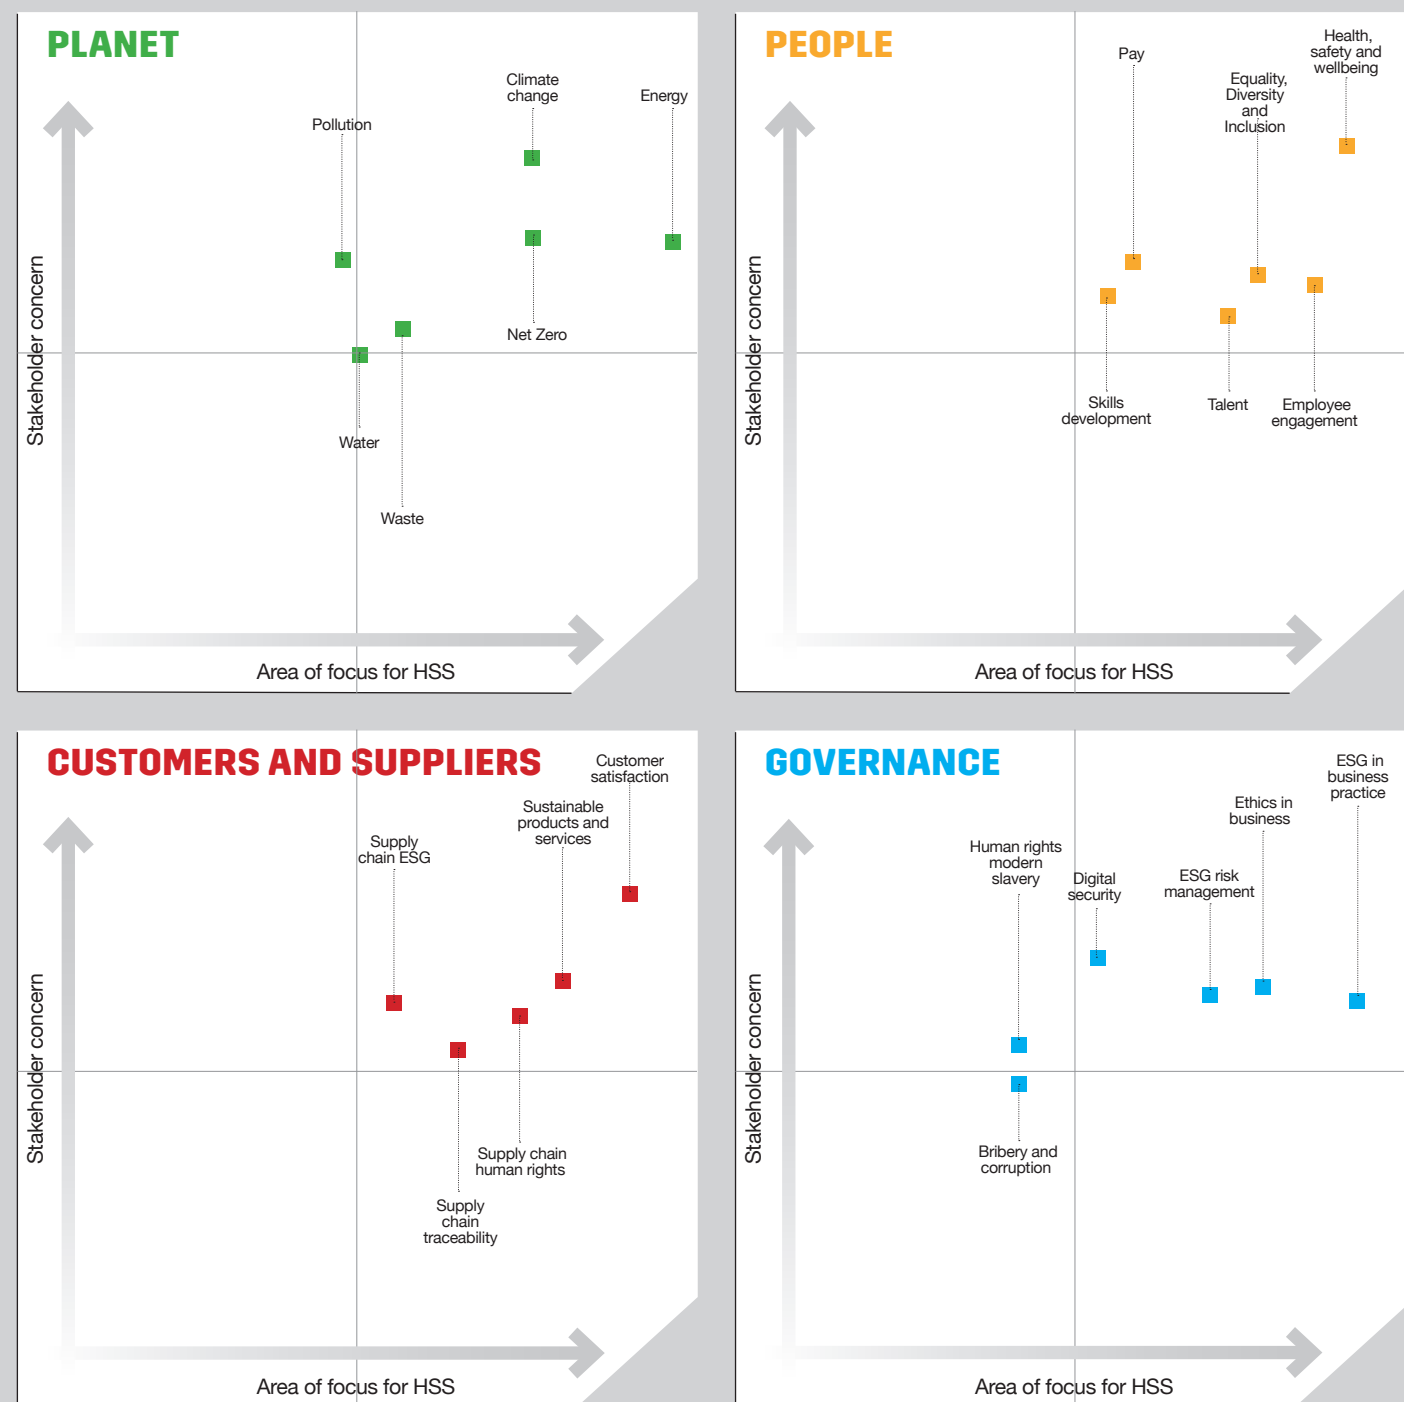 PLANET
Climate
change
Energy
Pollution
Net Zero
Water
Waste
Stakeholder concern
Area of focus for HSS
PEOPLE
Health,
safety and
wellbeing
Pay
Equality,
Diversity
and
Inclusion
Skills
development
Talent
Employee
engagement
Stakeholder concern
Area of focus for HSS
CUSTOMERS AND SUPPLIERS
Customer
satisfaction
Sustainable
products and
services
Supply
chain ESG
Supply chain
human rights
Supply
chain
traceability
Stakeholder concern
Area of focus for HSS
GOVERNANCE
ESG in
business
practice
Ethics in
business
Human rights
modern
slavery
Digital
security
ESG risk
management
Bribery and
corruption
Stakeholder concern
Area of focus for HSS